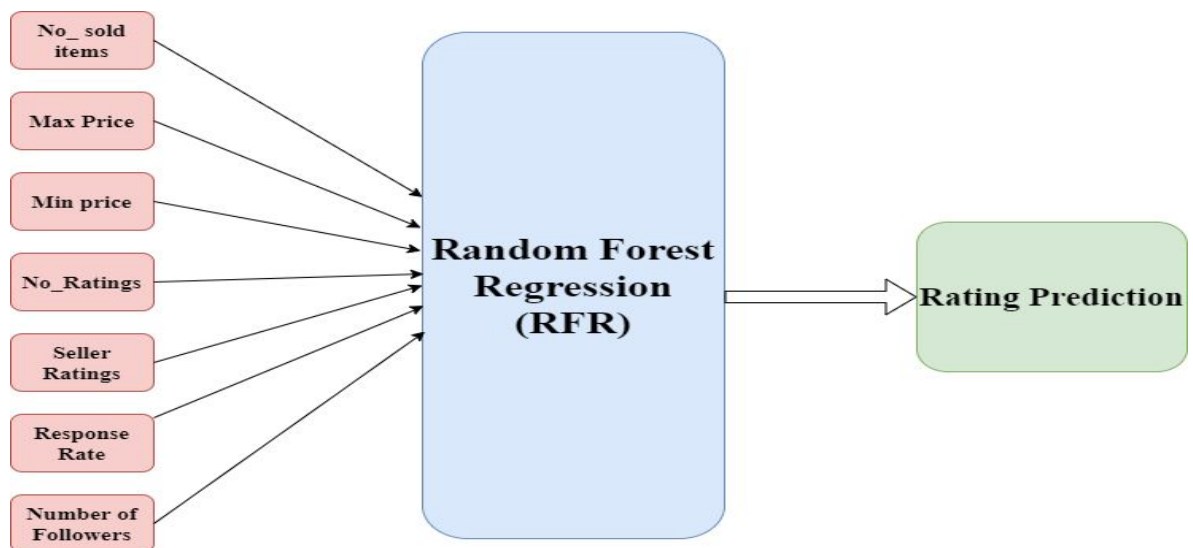 No_ sold
items
Max Price
Min price
No_Ratings
Seller
Ratings
Response
Rate
Number of
Followers
Random Forest
Regression
(RFR)
Rating Prediction